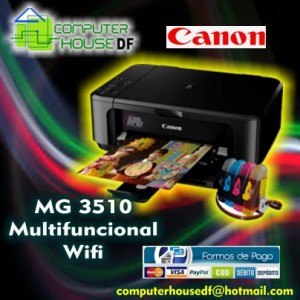 COMPUTER
HOUSE DF
Canon
Canon
MG 3510
Multifuncional
Wifi
Formas de Pago
VISA PayPal COD DÉBITO DEPÓSITO
computerhousedf@hotmail.com